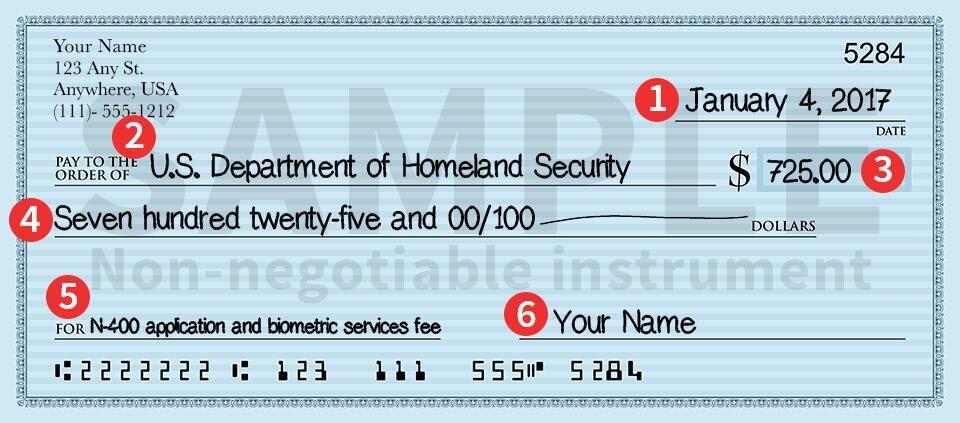 Your Name
5284
123 Any St.
Anywhere, USA
(111)- 555-1212
1 January 4, 2017
DATE
2
PAY TO THE
ORDER OF U.S. Department of Homeland Security $ 725.00 3
4 Seven hundred twenty-five and 00/100 DOLLARS
SAMPLE
Non-negotiable instrument
5
FOR N-400 application and biometric services fee
6 Your Name
⑆2222222⑆ 123 111 555⑈ 5284